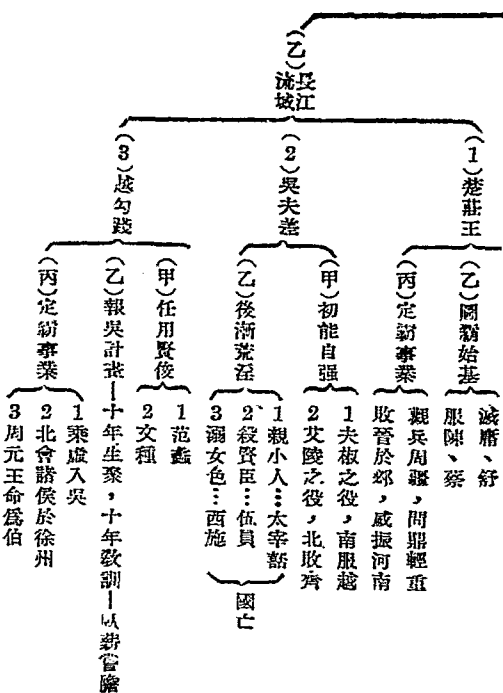 （乙）長江流域
（1）楚莊王
（乙）圖霸始基
滅庸、舒
服陳、蔡
（丙）定霸事業
觀兵周疆，問鼎輕重
敗晉於邲，威振河南
（2）吳夫差
（甲）初能自强
1 夫椒之役，南服越
2 艾陵之役，北敗齊
（乙）後漸荒淫
1 親小人…太宰嚭
2 殺賢臣…伍員
3 溺女色…西施
國亡
（3）越勾踐
（甲）任用賢俊
1 范蠡
2 文種
（乙）報吳計畫—十年生聚，十年敎訓—臥薪嘗膽
（丙）定霸事業
1 乘虛入吳
2 北會諸侯於徐州
3 周元王命爲伯